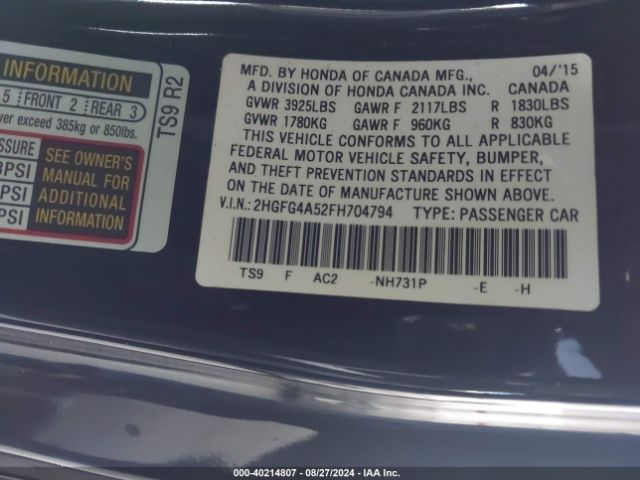 INFORMATION
5 FRONT 2 REAR 3
exceed 385kg or 850lbs.
SEE OWNER'S
MANUAL FOR
PSI ADDITIONAL
PSI INFORMATION
TS9 R2
MFD. BY HONDA OF CANADA MFG., 04/'15
A DIVISION OF HONDA CANADA INC. CANADA
GVWR 3925LBS GAWR F 2117LBS R 1830LBS
GVWR 1780KG GAWR F 960KG R 830KG
THIS VEHICLE CONFORMS TO ALL APPLICABLE
FEDERAL MOTOR VEHICLE SAFETY, BUMPER,
AND THEFT PREVENTION STANDARDS IN EFFECT
ON THE DATE OF MANUFACTURE SHOWN ABOVE.
V.I.N.: 2HGFG4A52FH704794 TYPE: PASSENGER CAR
TS9 F AC2 -NH731P -E -H
000-40214807 - 08/27/2024 - IAA Inc.